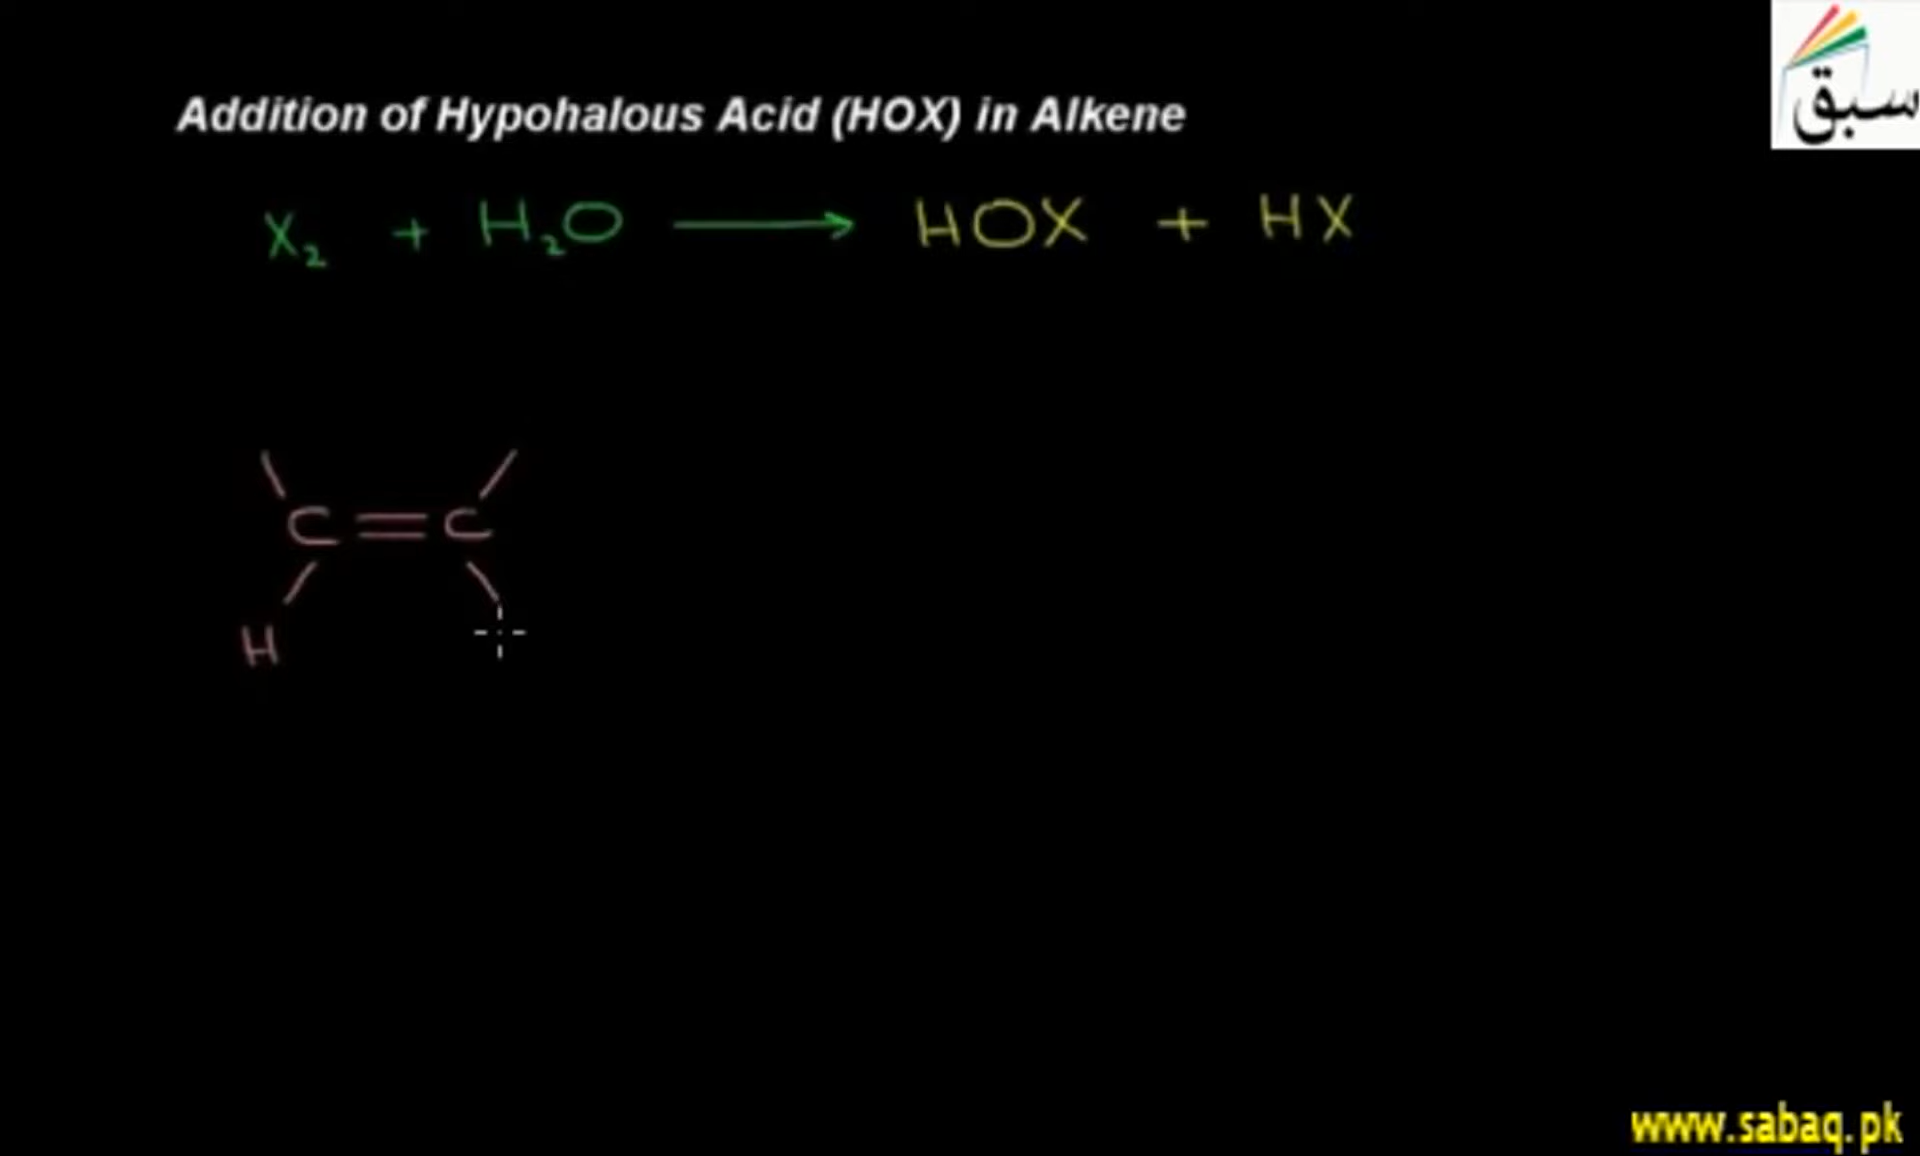 سبق
Addition of Hypohalous Acid (HOX) in Alkene
X₂ + H₂O ⟶ HOX + HX
C = C
H
www.sabaq.pk